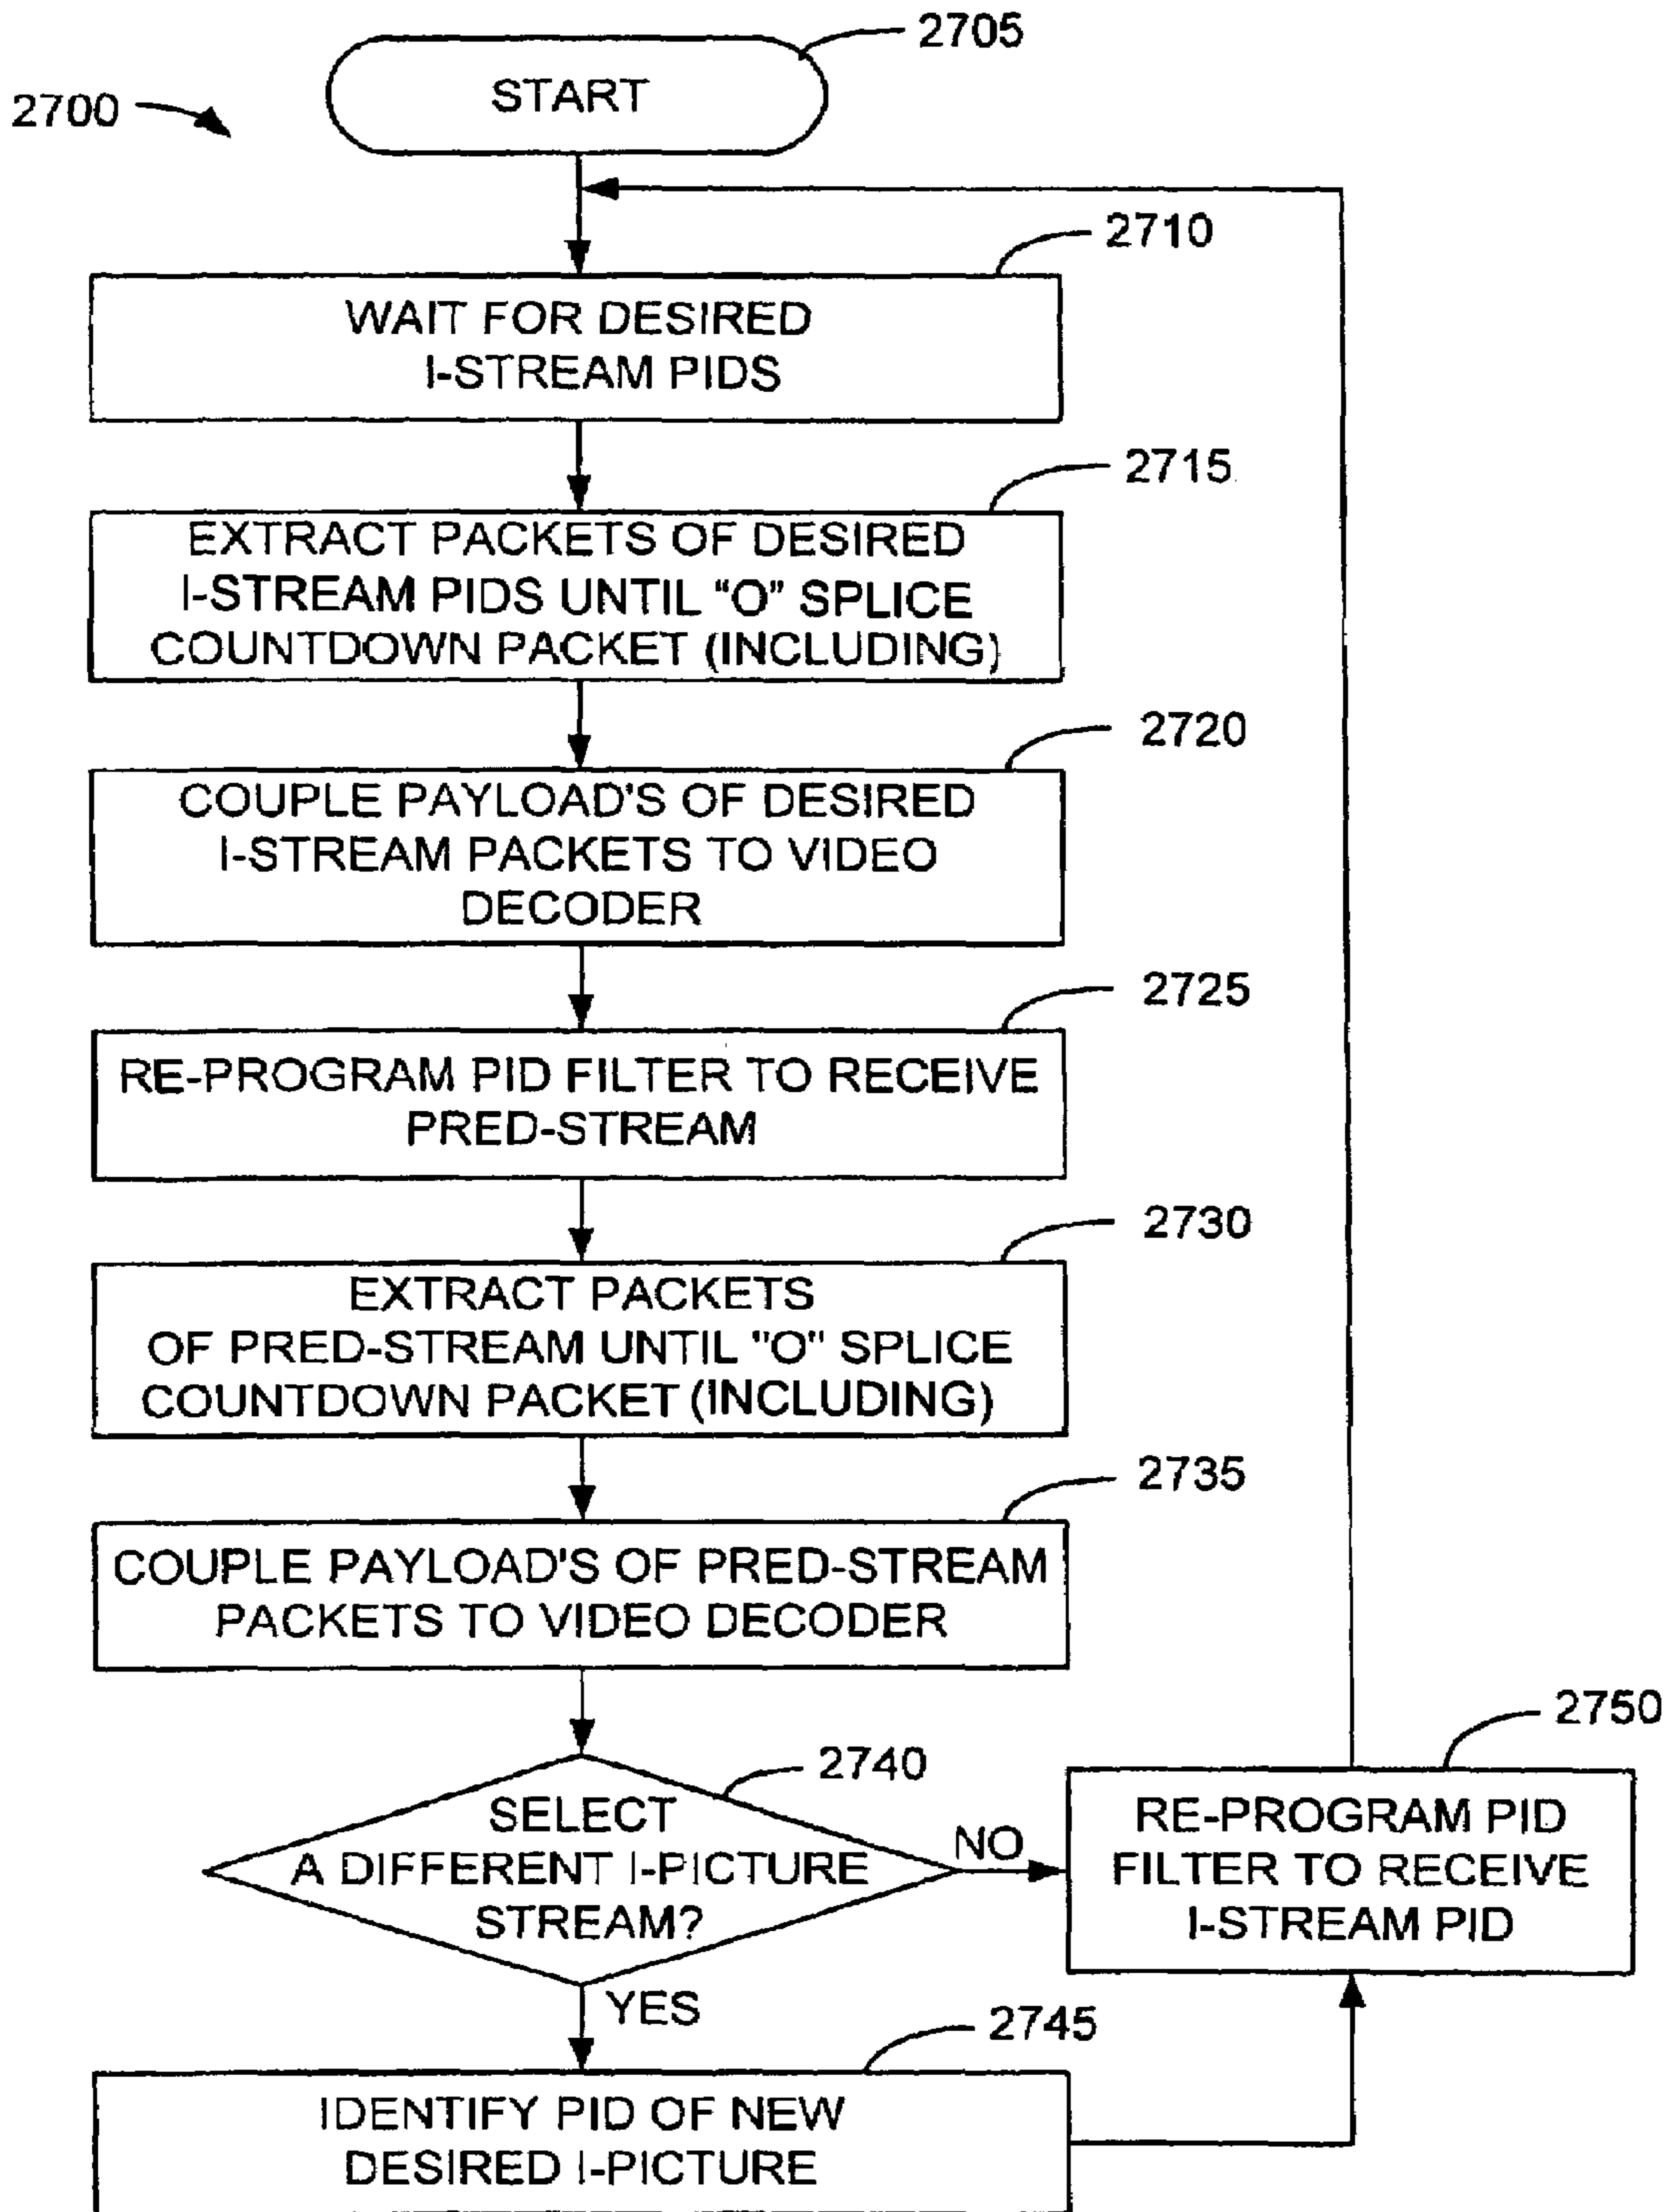 2705
START
2700
2710
WAIT FOR DESIRED
I-STREAM PIDS
2715
EXTRACT PACKETS OF DESIRED
I-STREAM PIDS UNTIL "O" SPLICE
COUNTDOWN PACKET (INCLUDING)
2720
COUPLE PAYLOAD'S OF DESIRED
I-STREAM PACKETS TO VIDEO
DECODER
2725
RE-PROGRAM PID FILTER TO RECEIVE
PRED-STREAM
2730
EXTRACT PACKETS
OF PRED-STREAM UNTIL "O" SPLICE
COUNTDOWN PACKET (INCLUDING)
2735
COUPLE PAYLOAD'S OF PRED-STREAM
PACKETS TO VIDEO DECODER
2740
SELECT
A DIFFERENT I-PICTURE
STREAM?
NO
2750
RE-PROGRAM PID
FILTER TO RECEIVE
I-STREAM PID
YES
2745
IDENTIFY PID OF NEW
DESIRED I-PICTURE